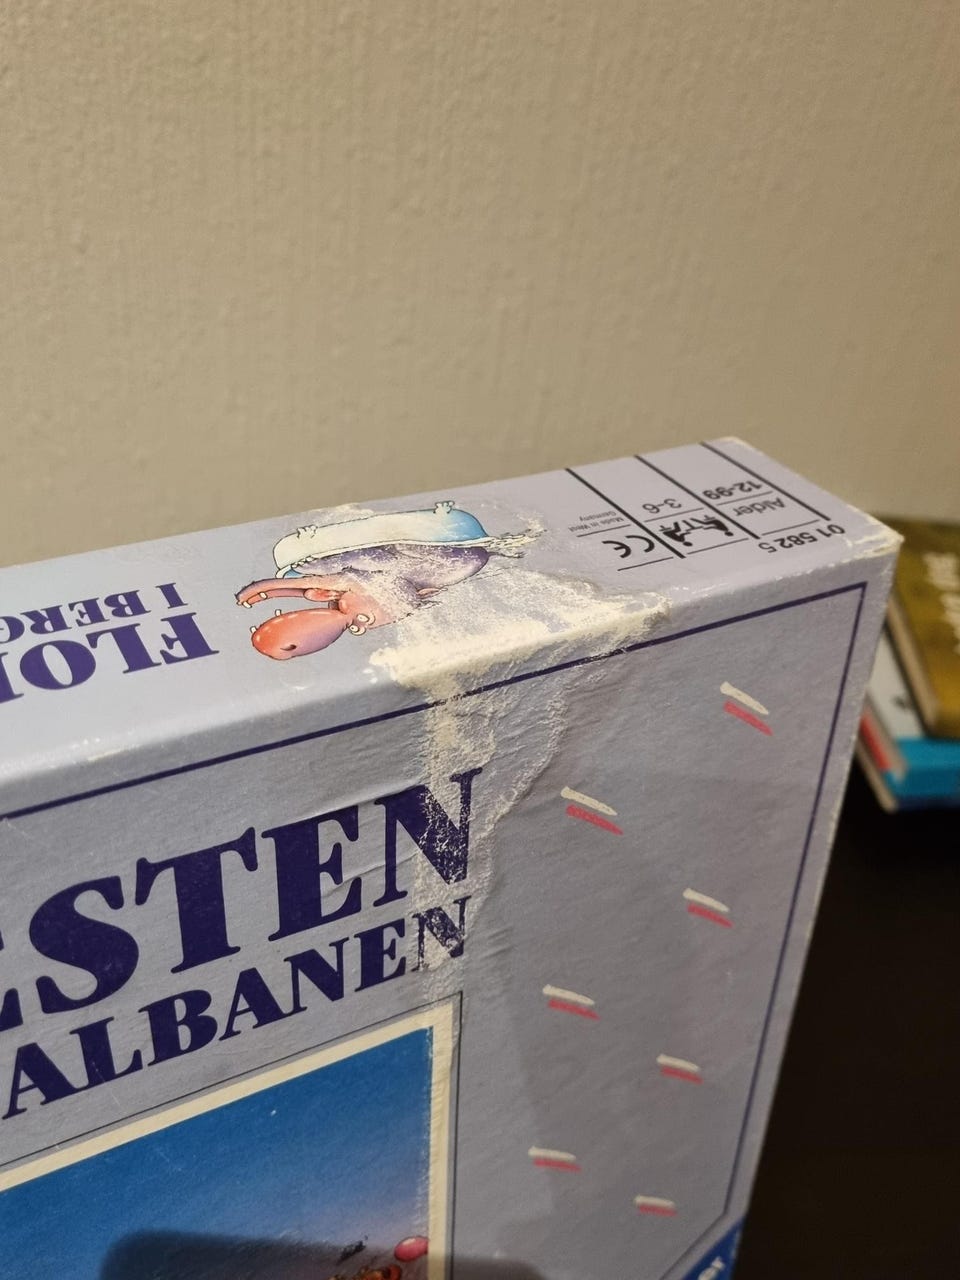 FLO
I BERG
Made in West
Germany
CE
3-6
Alder
12-99
01 582 5
ESTEN
ALBANEN